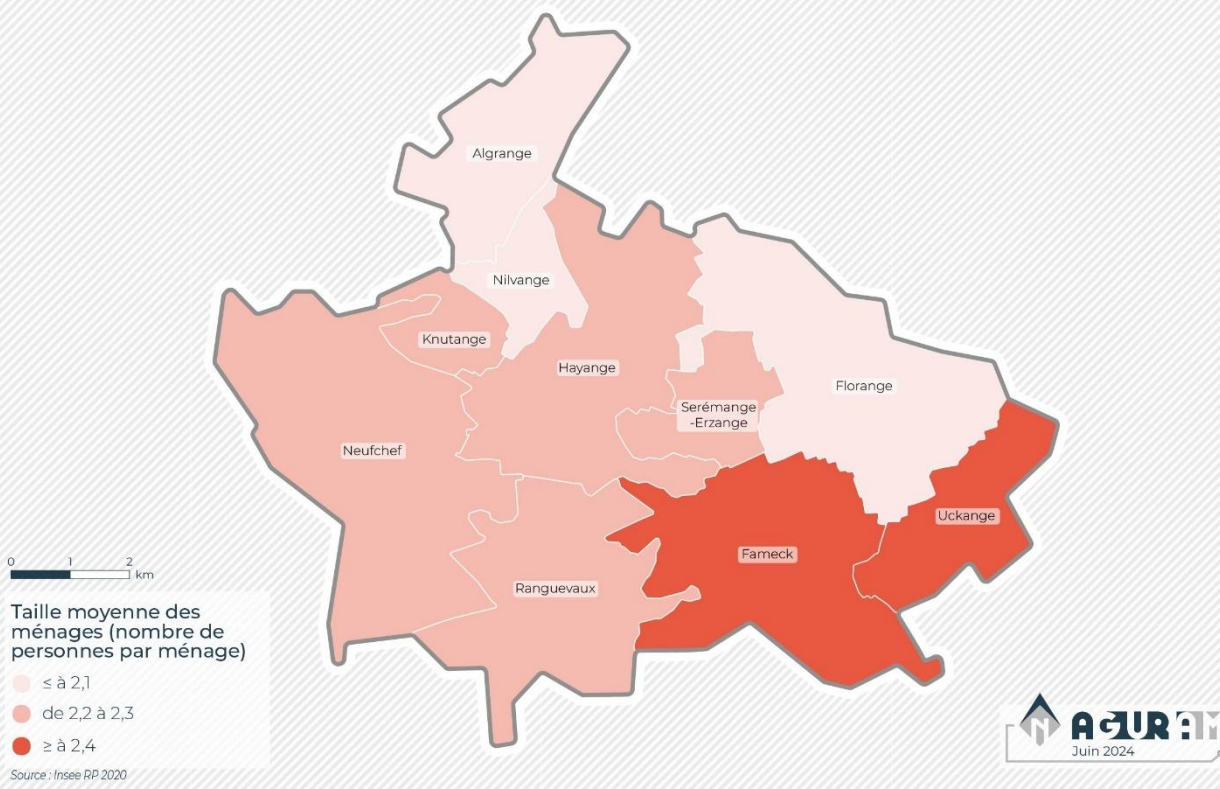 Algrange
Nilvange
Knutange
Hayange
Florange
Serémange
-Erzange
Neufchef
Uckange
Fameck
Ranguevaux
0 1 2
km
Taille moyenne des
ménages (nombre de
personnes par ménage)
≤ à 2,1
de 2,2 à 2,3
≥ à 2,4
Source : Insee RP 2020
N
AGURAM
Juin 2024